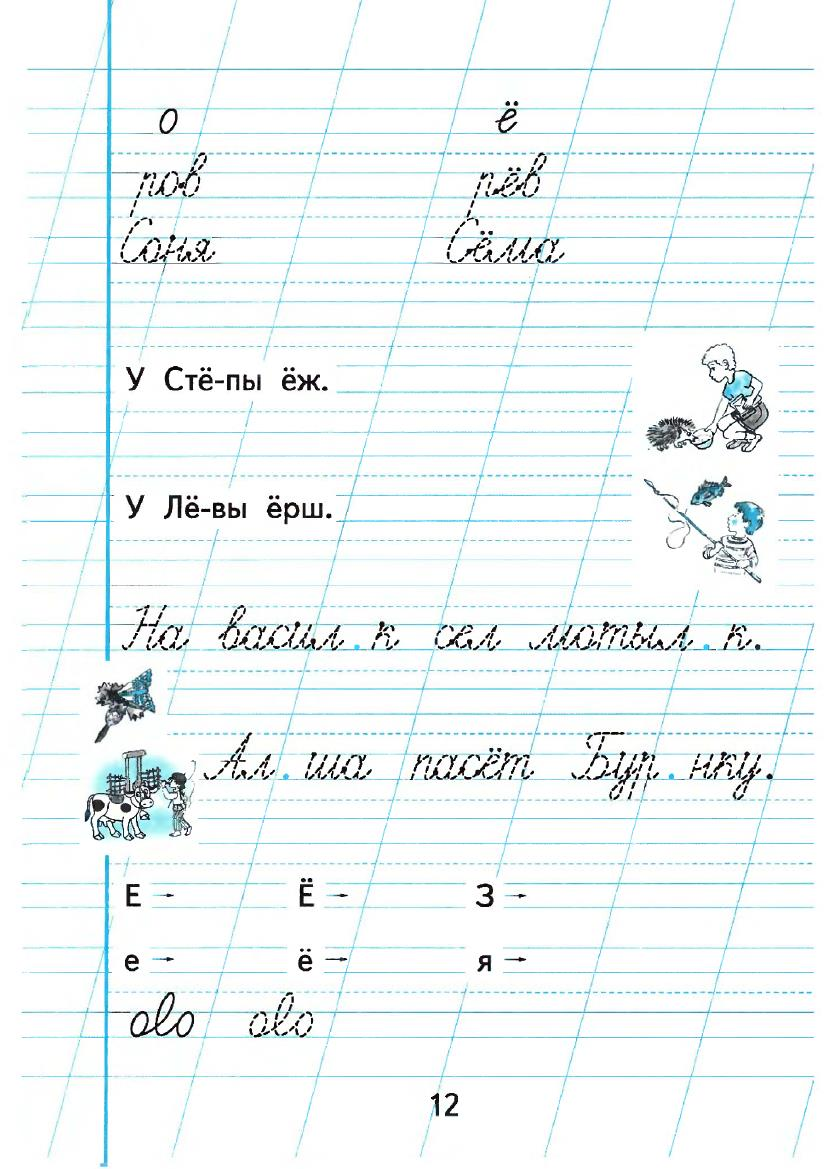 о ё
ров рёв
Соня Сёма
У Стё-пы ёж.
У Лё-вы ёрш.
На васил.к сел мотыл.к.
Ал.ша пасёт Бур.нку.
Е → Ё → З →
е → ё → я →
оlо оlо
12